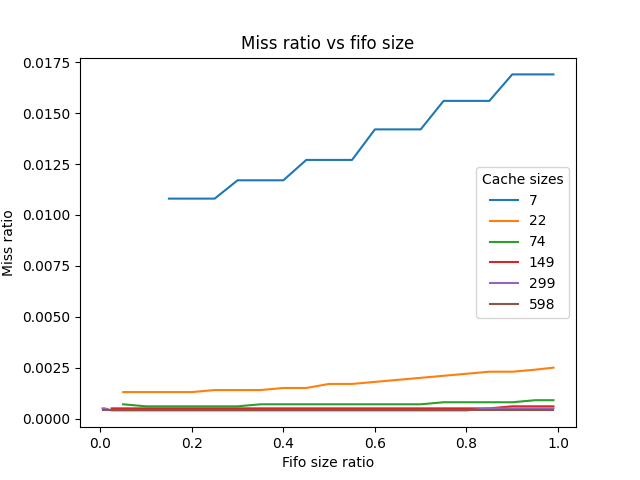 Miss ratio vs fifo size
0.0175
0.0150
0.0125
0.0100
0.0075
0.0050
0.0025
0.0000
Miss ratio
Cache sizes
7
22
74
149
299
598
0.0 0.2 0.4 0.6 0.8 1.0
Fifo size ratio